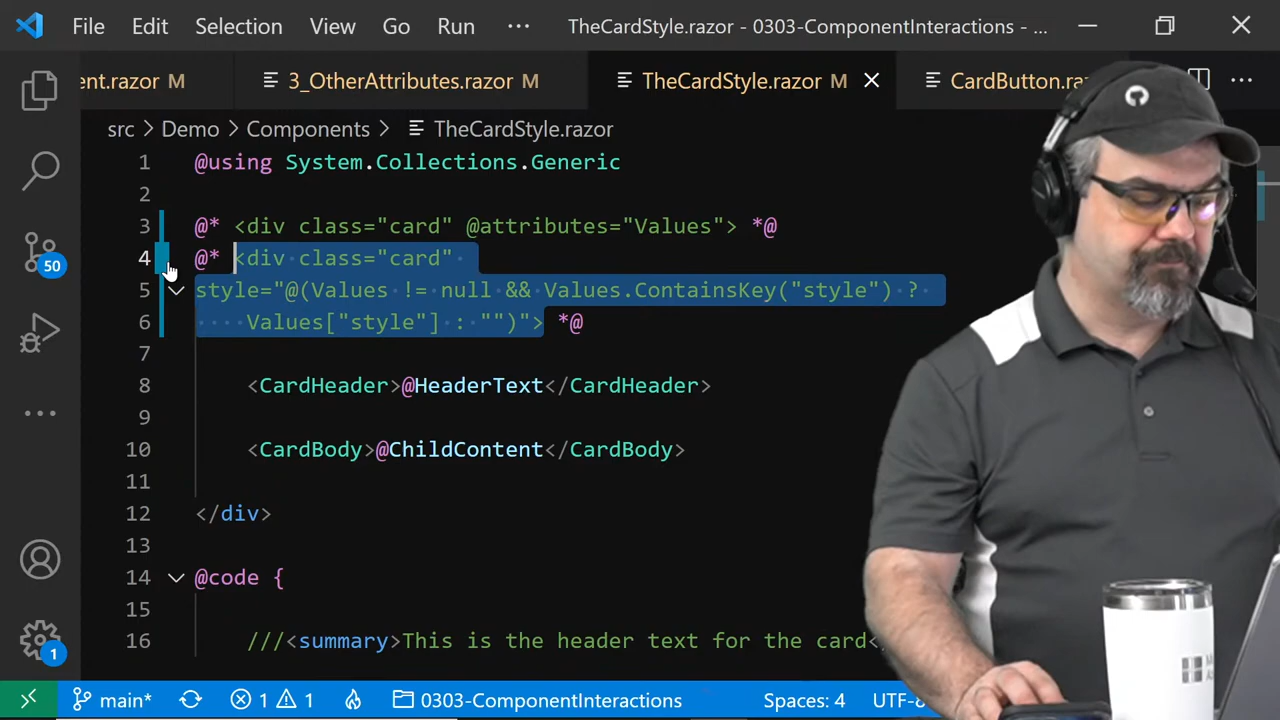 File Edit Selection View Go Run ··· TheCardStyle.razor - 0303-ComponentInteractions - ...
ent.razor M 3_OtherAttributes.razor M TheCardStyle.razor M CardButton.ra
src > Demo > Components > TheCardStyle.razor
1 @using System.Collections.Generic
2
3 @* <div class="card" @attributes="Values"> *@
4 @* <div class="card"
5 style="@(Values != null && Values.ContainsKey("style") ?
6 Values["style"] : "")"> *@
7
8 <CardHeader>@HeaderText</CardHeader>
9
10 <CardBody>@ChildContent</CardBody>
11
12 </div>
13
14 @code {
15
16 ///<summary>This is the header text for the card<
50
1
main* 1 1 0303-ComponentInteractions Spaces: 4 UTF-8